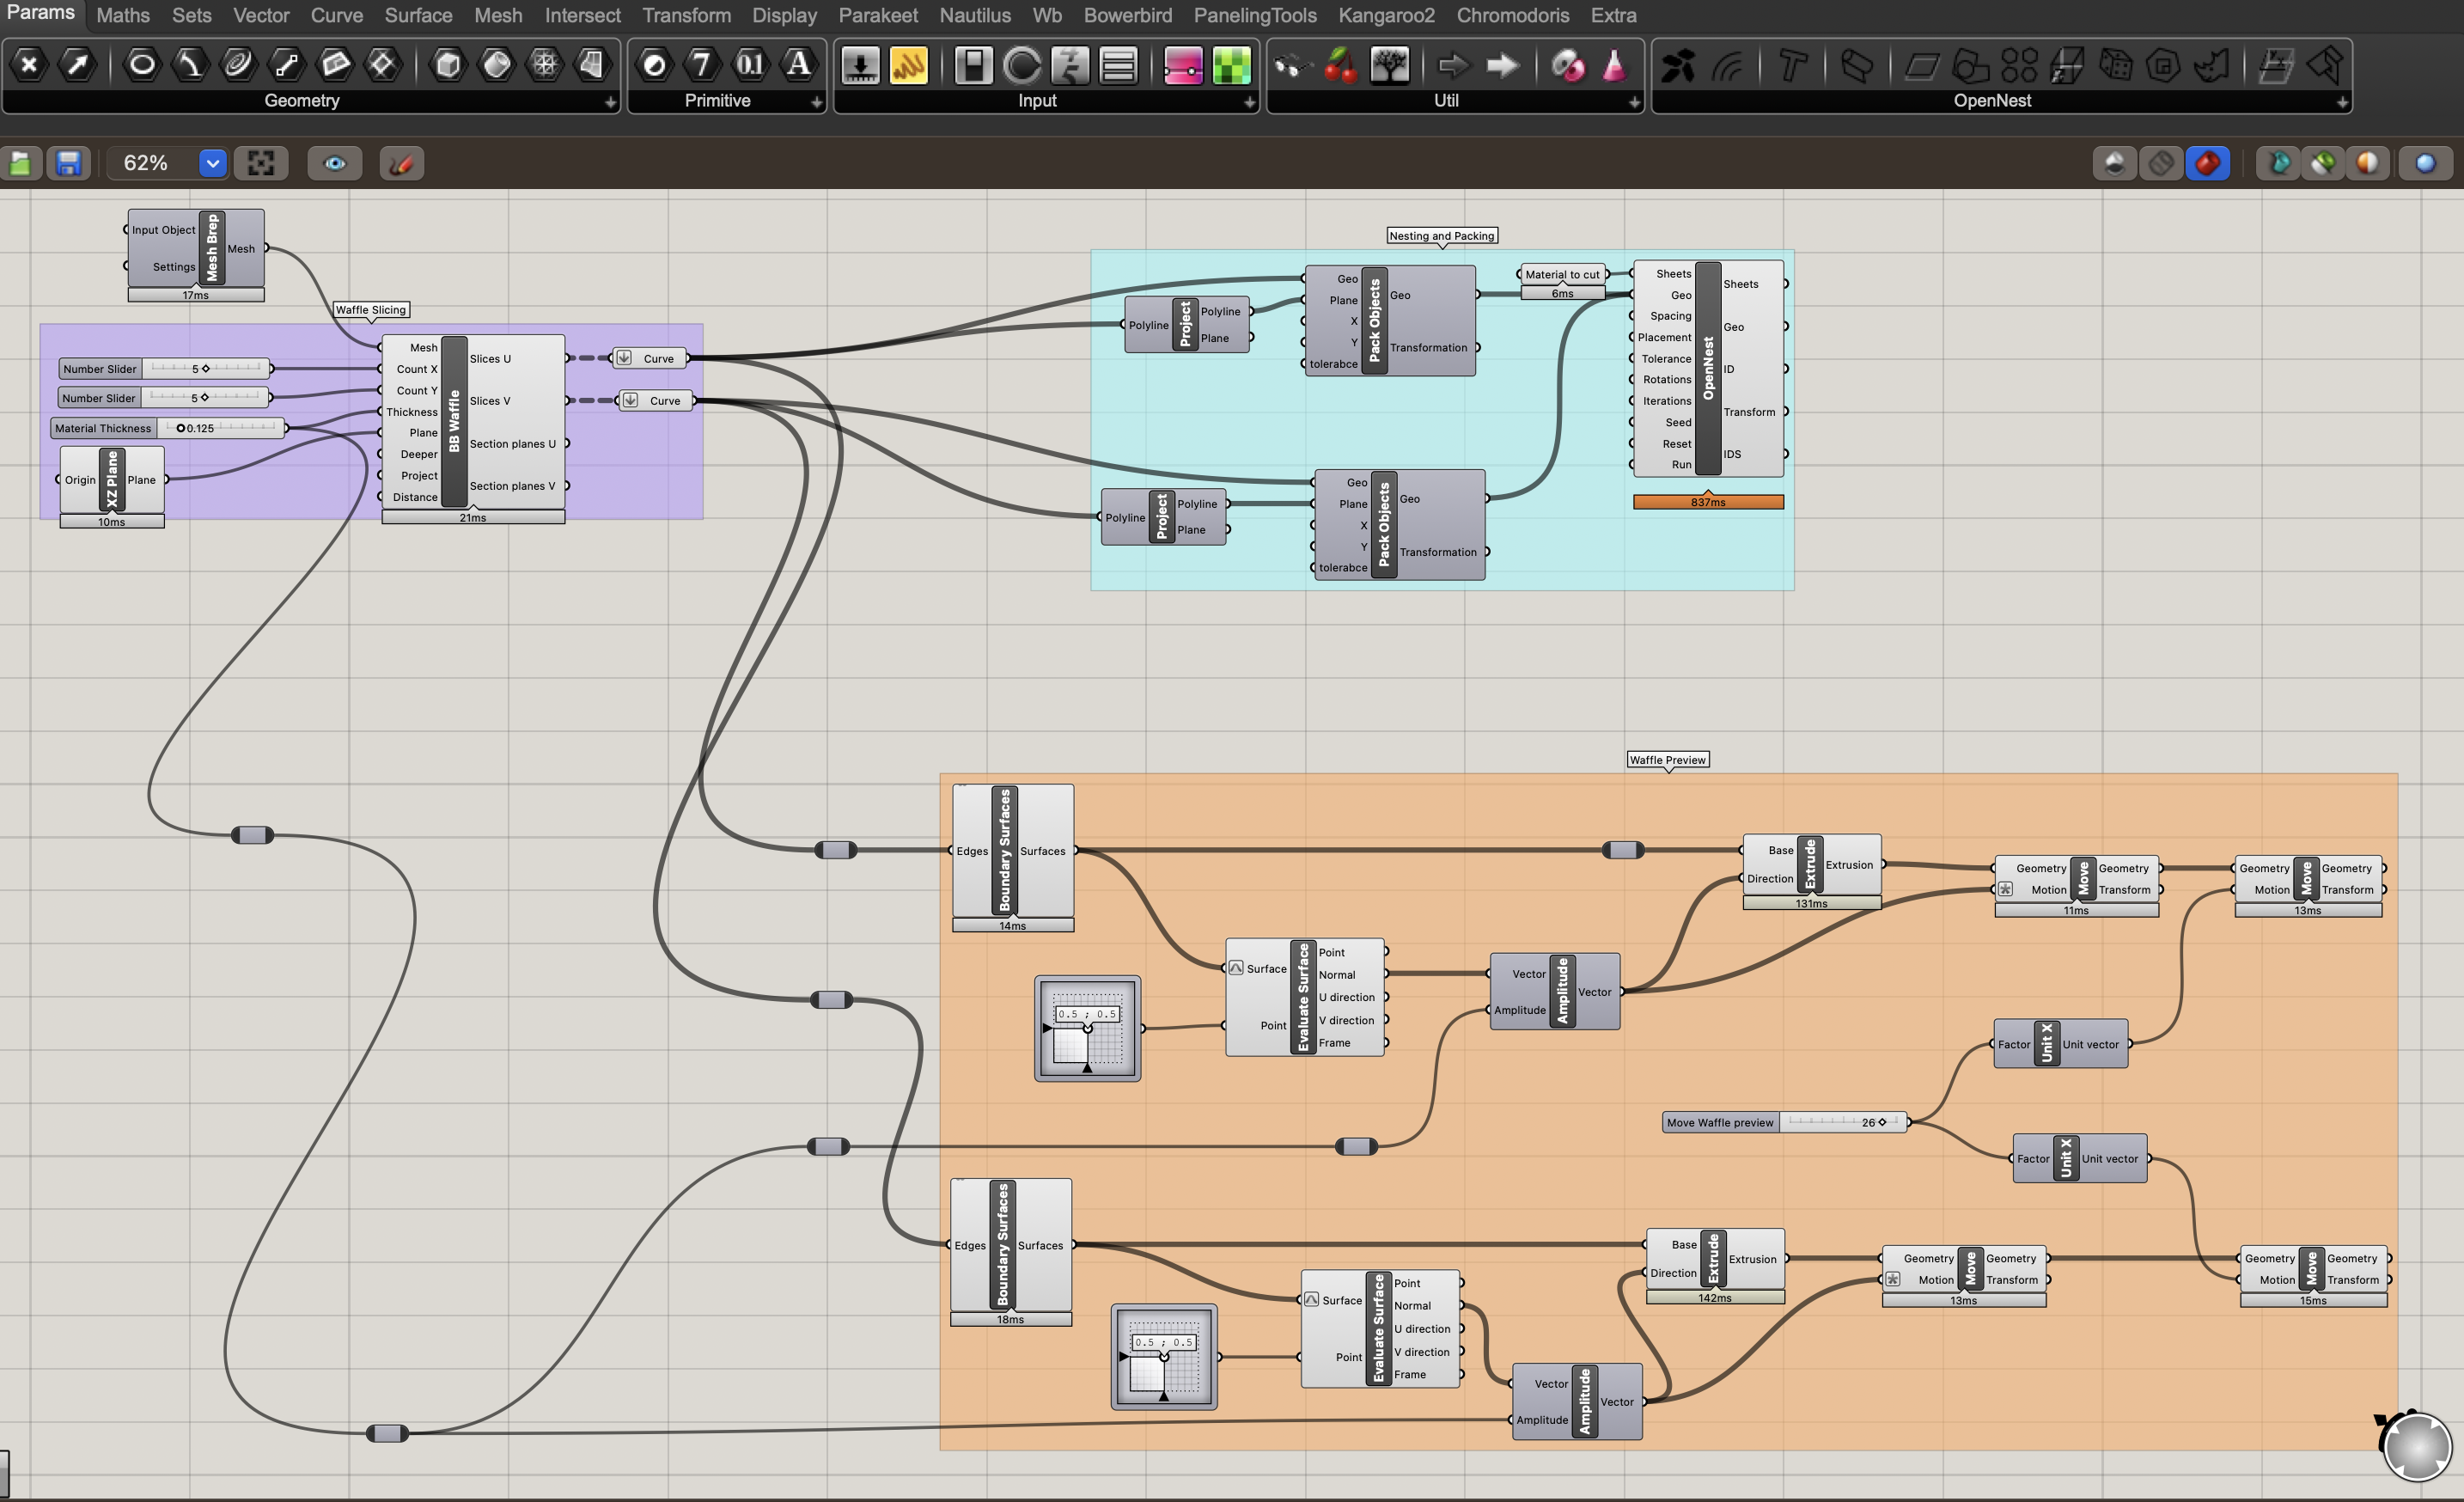 Params Maths Sets Vector Curve Surface Mesh Intersect Transform Display Parakeet Nautilus Wb Bowerbird PanelingTools Kangaroo2 Chromodoris Extra
Geometry Primitive Input Util OpenNest
62%
Input Object
Settings
Mesh Brep
Mesh
17ms
Waffle Slicing
Number Slider 5
Number Slider 5
Material Thickness 0.125
Origin XZ Plane Plane
10ms
Mesh
Count X
Count Y
Thickness
Plane
Deeper
Project
Distance
BB Waffle
Slices U
Slices V
Section planes U
Section planes V
21ms
Curve
Curve
Nesting and Packing
Polyline
Project
Polyline
Plane
Geo
Plane
X
Y
tolerabce
Pack Objects
Geo
Transformation
Material to cut
6ms
Sheets
Geo
Spacing
Placement
Tolerance
Rotations
Iterations
Seed
Reset
Run
OpenNest
Sheets
Geo
ID
Transform
IDS
837ms
Polyline
Project
Polyline
Plane
Geo
Plane
X
Y
tolerabce
Pack Objects
Geo
Transformation
Waffle Preview
Edges Boundary Surfaces Surfaces
14ms
0.5 ; 0.5
Surface
Point
Evaluate Surface
Point
Normal
U direction
V direction
Frame
Vector
Amplitude
Amplitude
Vector
Base
Direction
Extrude
Extrusion
131ms
Geometry
Motion
Move
Geometry
Transform
11ms
Geometry
Motion
Move
Geometry
Transform
13ms
Factor Unit X Unit vector
Move Waffle preview 26
Factor Unit X Unit vector
Edges Boundary Surfaces Surfaces
18ms
0.5 ; 0.5
Surface
Point
Evaluate Surface
Point
Normal
U direction
V direction
Frame
Vector
Amplitude
Amplitude
Vector
Base
Direction
Extrude
Extrusion
142ms
Geometry
Motion
Move
Geometry
Transform
13ms
Geometry
Motion
Move
Geometry
Transform
15ms